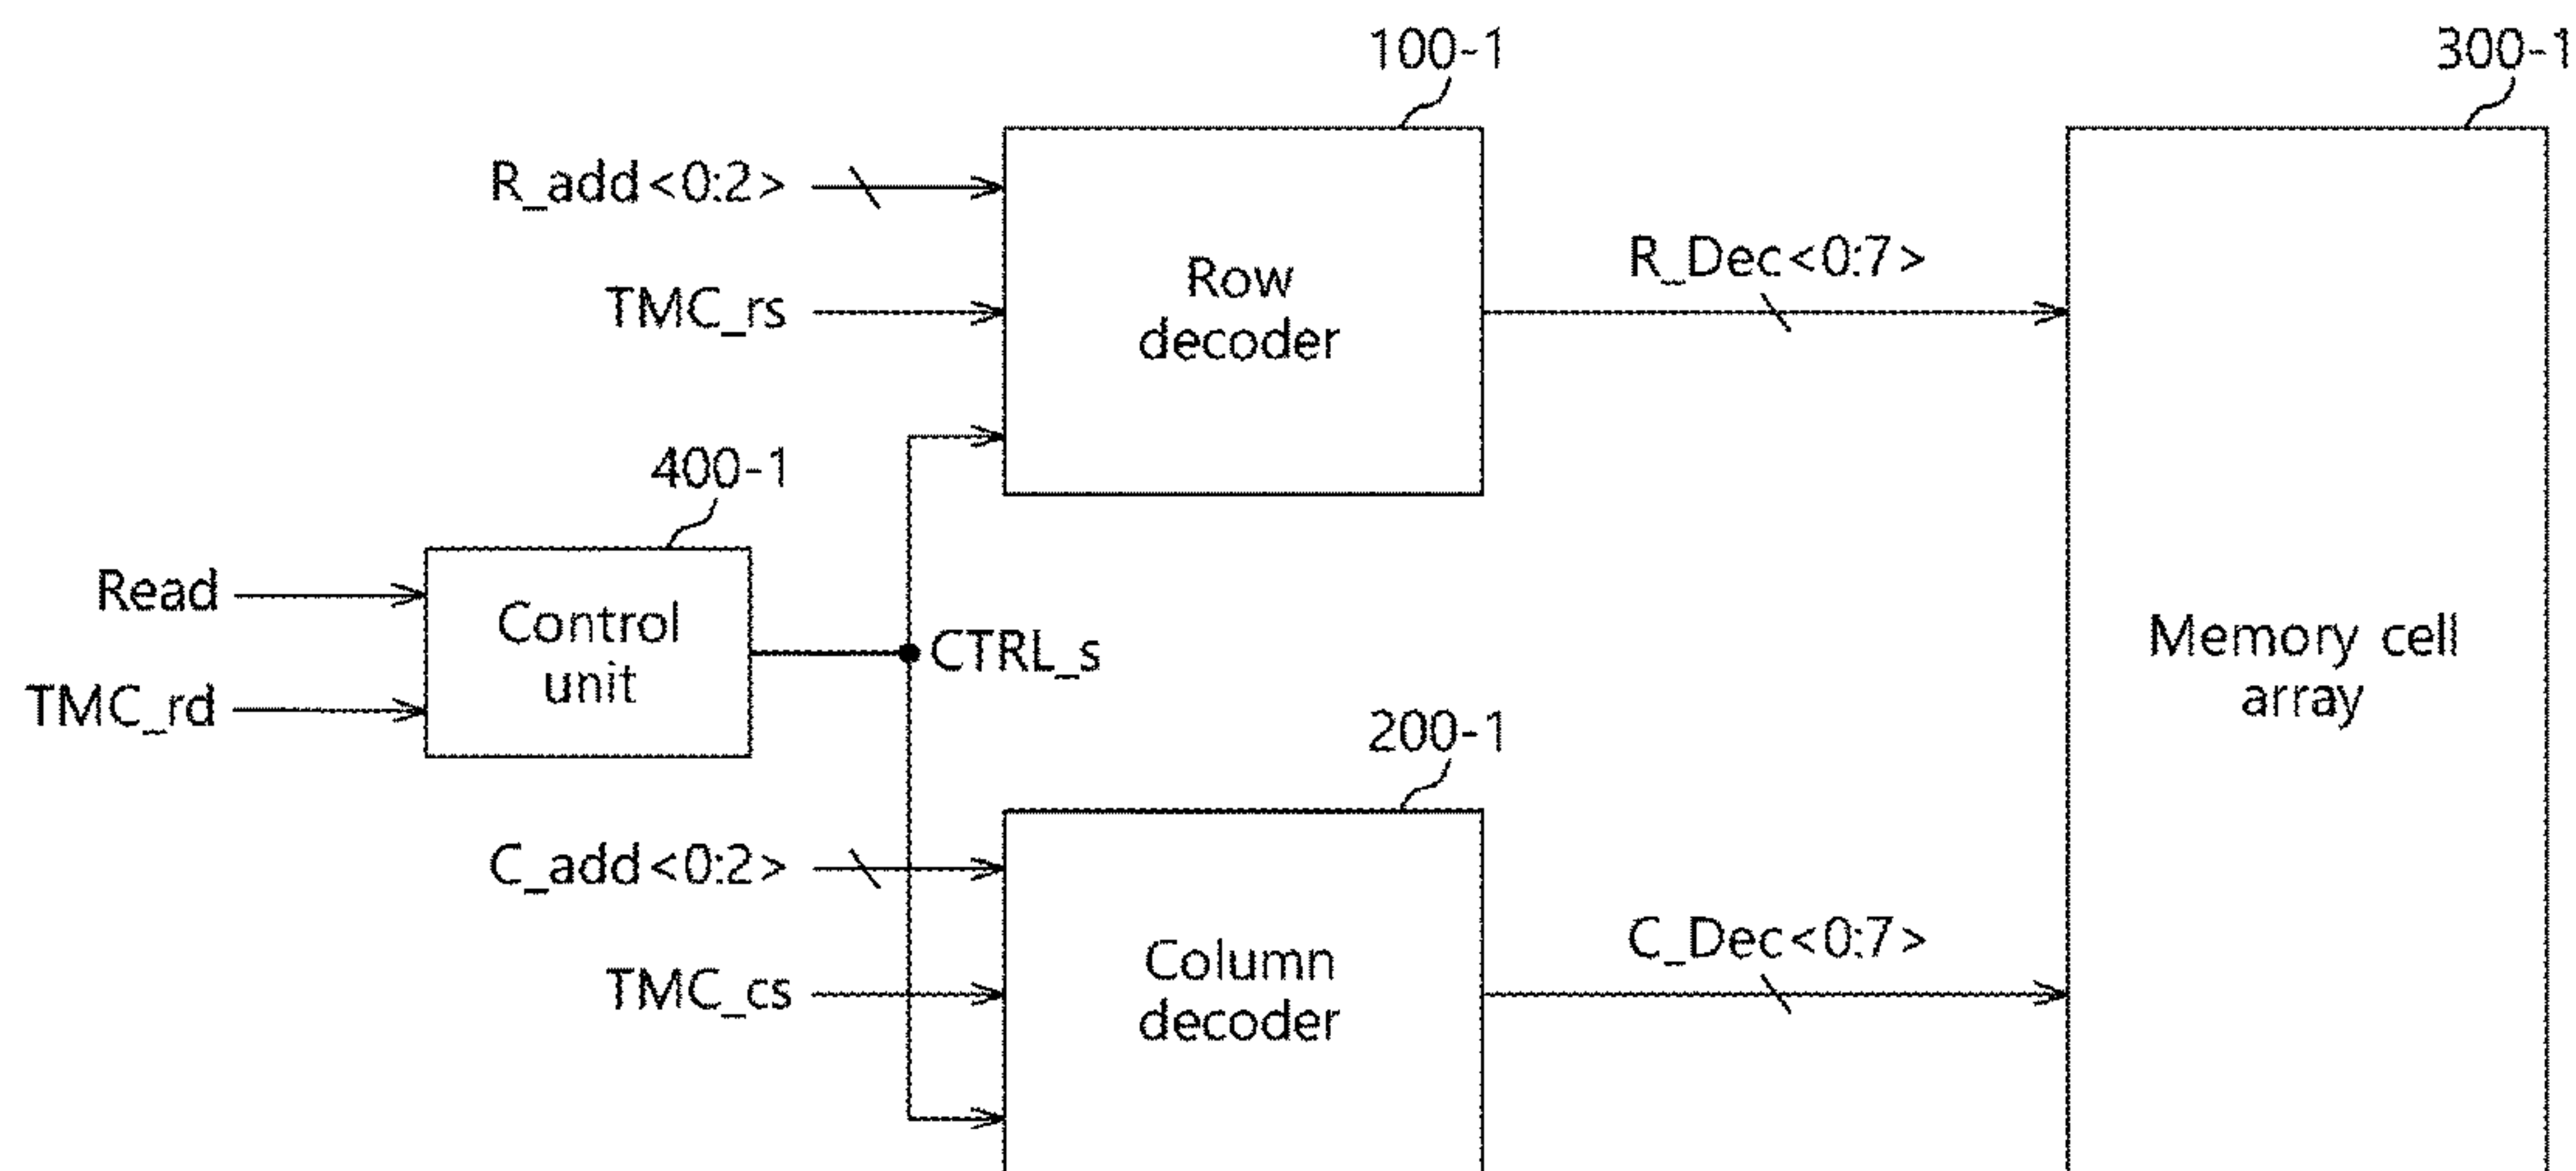 100-1
300-1
R_add<0:2>
TMC_rs
Row
decoder
R_Dec<0:7>
400-1
Read
TMC_rd
Control
unit
CTRL_s
Memory cell
array
200-1
C_add<0:2>
TMC_cs
Column
decoder
C_Dec<0:7>